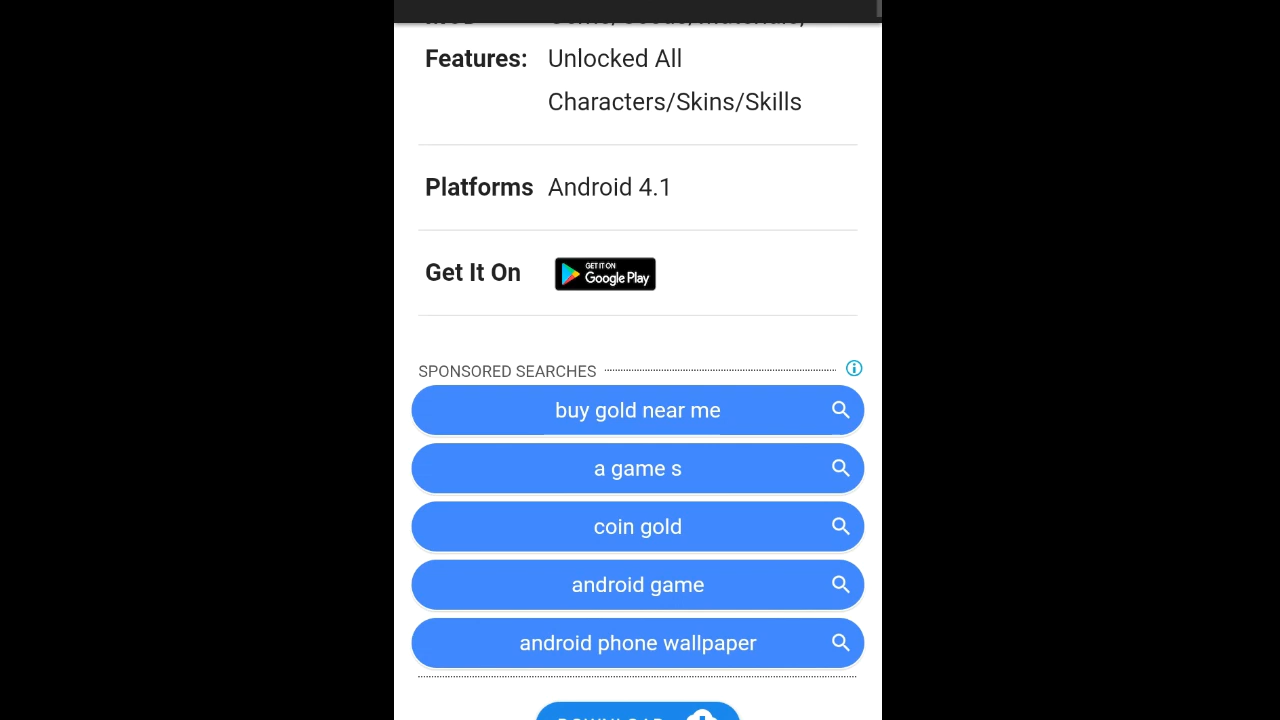 Features: Unlocked All
Characters/Skins/Skills
Platforms Android 4.1
Get It On GET IT ON
Google Play
SPONSORED SEARCHES
buy gold near me
a game s
coin gold
android game
android phone wallpaper